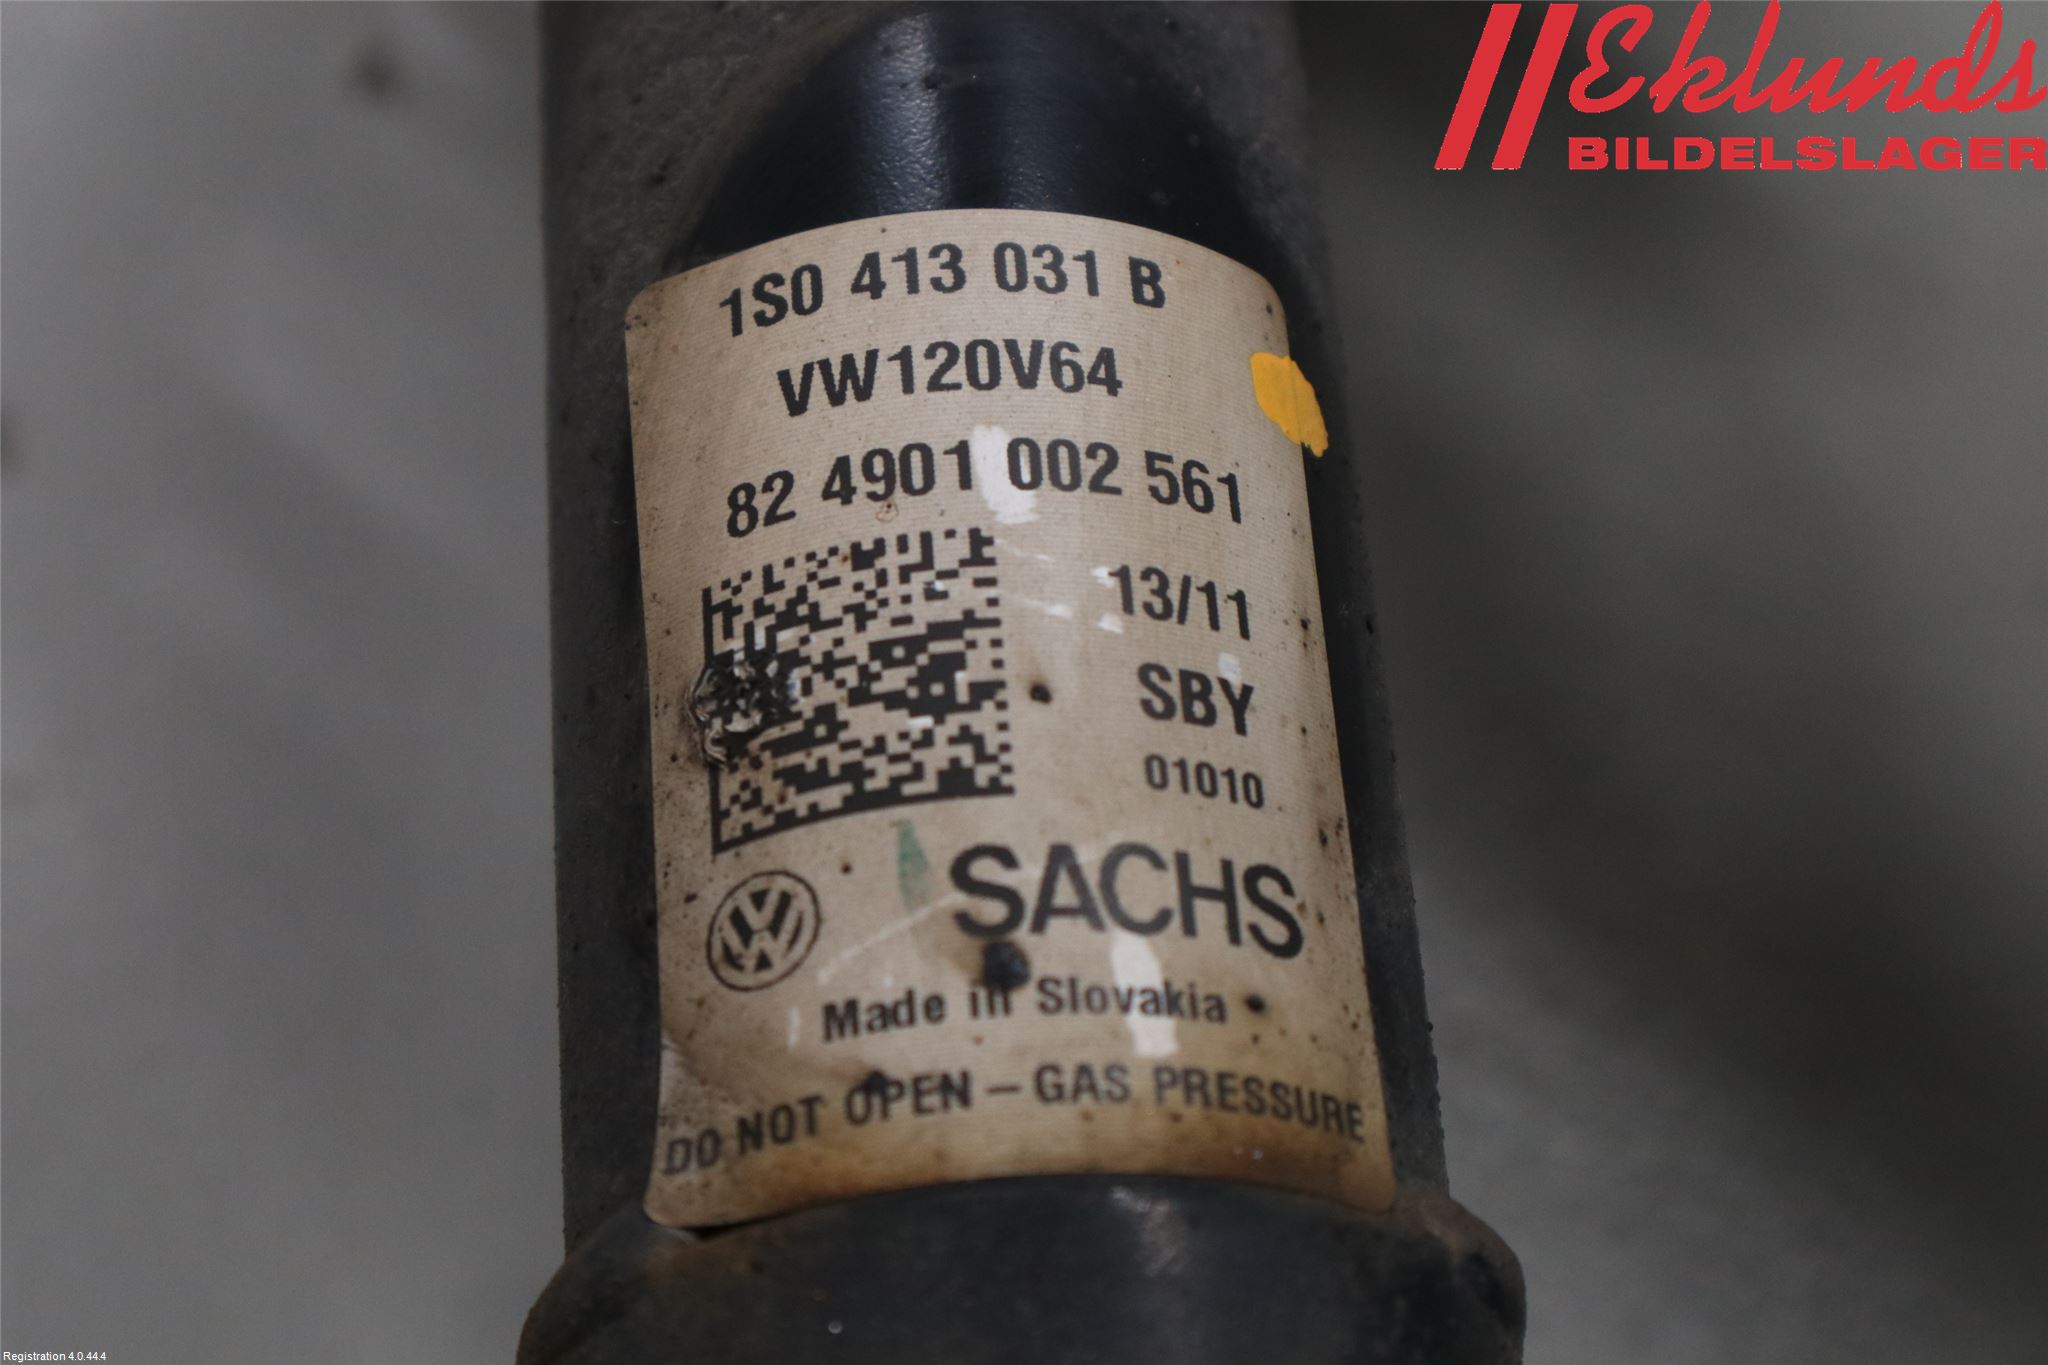 Eklunds
BILDELSLAGER
1S0 413 031 B
VW120V64
82 4901 002 561
13/11
SBY
01010
SACHS
Made in Slovakia
DO NOT OPEN – GAS PRESSURE
Registration 4.0.44.4